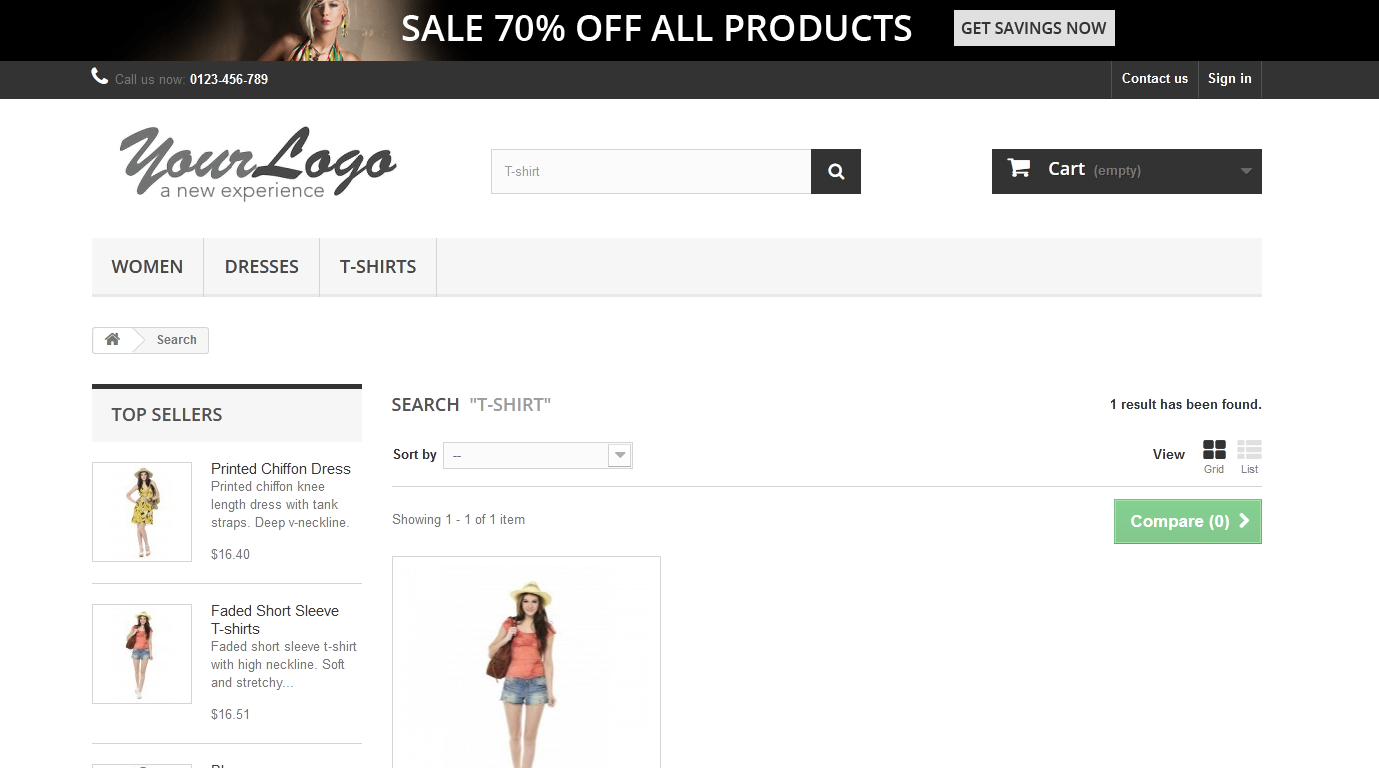 SALE 70% OFF ALL PRODUCTS
GET SAVINGS NOW
Call us now: 0123-456-789
Contact us
Sign in
YourLogo
a new experience
T-shirt
Cart (empty)
WOMEN
DRESSES
T-SHIRTS
Search
TOP SELLERS
SEARCH "T-SHIRT"
1 result has been found.
Sort by
--
View
Grid
List
Showing 1 - 1 of 1 item
Compare (0)
Printed Chiffon Dress
Printed chiffon knee
length dress with tank
straps. Deep v-neckline.
$16.40
Faded Short Sleeve
T-shirts
Faded short sleeve t-shirt
with high neckline. Soft
and stretchy...
$16.51